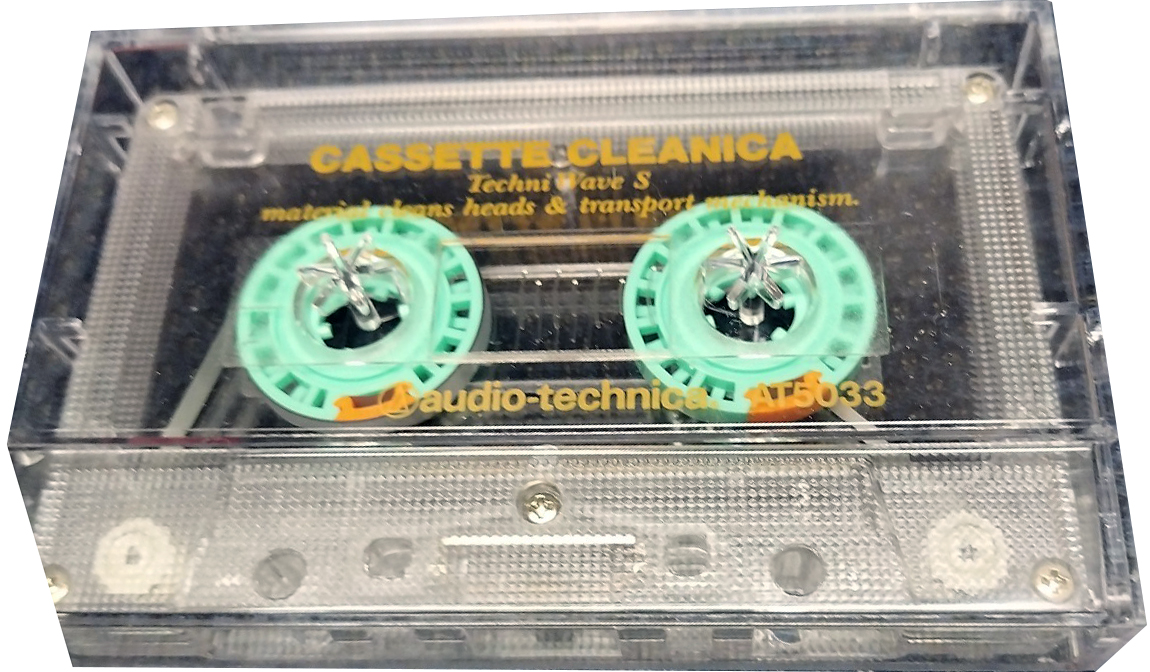 CASSETTE CLEANICA
Techni Wave S
material cleans heads & transport mechanism.
audio-technica. AT5033